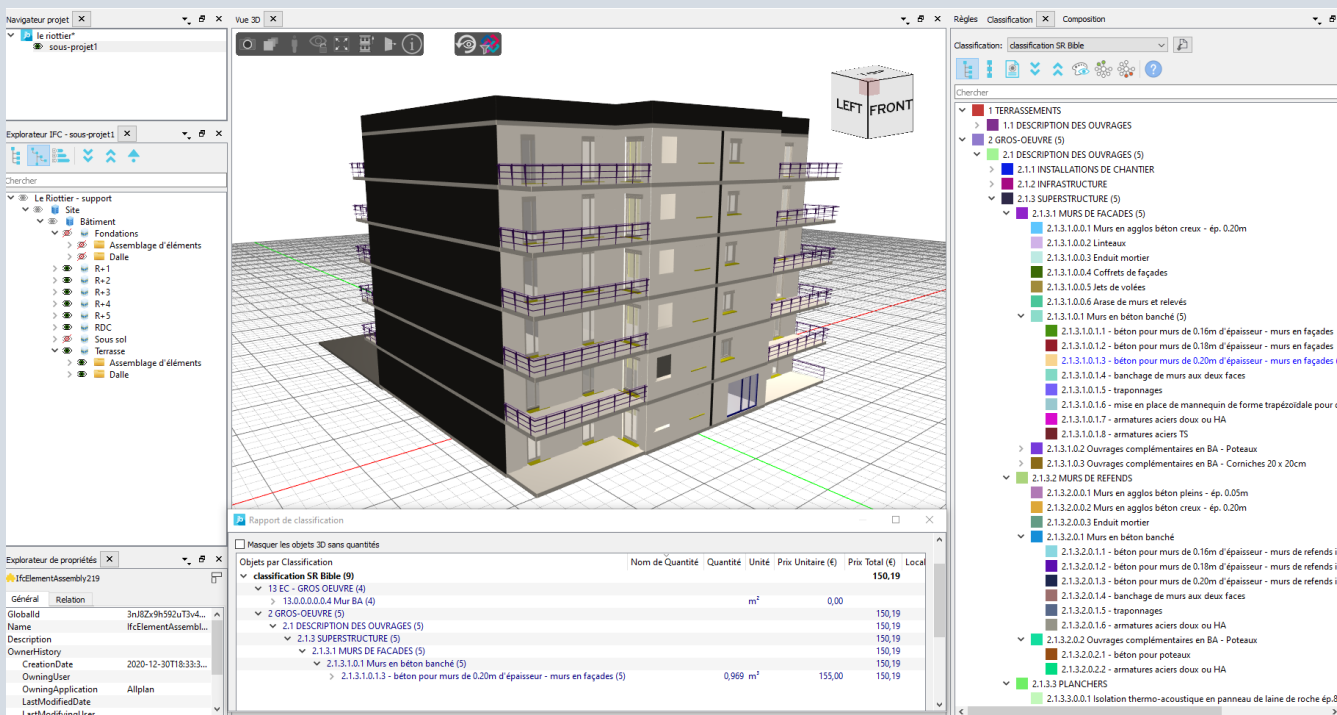 Navigateur projet
le riottier*
sous-projet1
Explorateur IFC - sous-projet1
Chercher
Le Riottier - support
Site
Bâtiment
Fondations
Assemblage d'éléments
Dalle
R+1
R+2
R+3
R+4
R+5
RDC
Sous sol
Terrasse
Assemblage d'éléments
Dalle
Explorateur de propriétés
IfcElementAssembly219
Général Relation
GlobalId 3nJ8Zx9h592uT3v4...
Name IfcElementAssembl...
Description
OwnerHistory
CreationDate 2020-12-30T18:33:3...
OwningUser
OwningApplication Allplan
LastModifiedDate
LastModifyingUser
Vue 3D
LEFT FRONT
Rapport de classification
Masquer les objets 3D sans quantités
Objets par Classification Nom de Quantité Quantité Unité Prix Unitaire (€) Prix Total (€) Local
classification SR Bible (9) 150,19
13 EC - GROS OEUVRE (4)
13.0.0.0.0.4 Mur BA (4) m² 0,00
2 GROS-OEUVRE (5) 150,19
2.1 DESCRIPTION DES OUVRAGES (5) 150,19
2.1.3 SUPERSTRUCTURE (5) 150,19
2.1.3.1 MURS DE FACADES (5) 150,19
2.1.3.1.0.1 Murs en béton banché (5) 150,19
2.1.3.1.0.1.3 - béton pour murs de 0.20m d'épaisseur - murs en façades (5) 0,969 m³ 155,00 150,19
Règles Classification Composition
Classification: classification SR Bible
Chercher
1 TERRASSEMENTS
1.1 DESCRIPTION DES OUVRAGES
2 GROS-OEUVRE (5)
2.1 DESCRIPTION DES OUVRAGES (5)
2.1.1 INSTALLATIONS DE CHANTIER
2.1.2 INFRASTRUCTURE
2.1.3 SUPERSTRUCTURE (5)
2.1.3.1 MURS DE FACADES (5)
2.1.3.1.0.0.1 Murs en agglos béton creux - ép. 0.20m
2.1.3.1.0.0.2 Linteaux
2.1.3.1.0.0.3 Enduit mortier
2.1.3.1.0.0.4 Coffrets de façades
2.1.3.1.0.0.5 Jets de volées
2.1.3.1.0.0.6 Arase de murs et relevés
2.1.3.1.0.1 Murs en béton banché (5)
2.1.3.1.0.1.1 - béton pour murs de 0.16m d'épaisseur - murs en façades
2.1.3.1.0.1.2 - béton pour murs de 0.18m d'épaisseur - murs en façades
2.1.3.1.0.1.3 - béton pour murs de 0.20m d'épaisseur - murs en façades (
2.1.3.1.0.1.4 - banchage de murs aux deux faces
2.1.3.1.0.1.5 - traponnages
2.1.3.1.0.1.6 - mise en place de mannequin de forme trapézoïdale pour
2.1.3.1.0.1.7 - armatures aciers doux ou HA
2.1.3.1.0.1.8 - armatures aciers TS
2.1.3.1.0.2 Ouvrages complémentaires en BA - Poteaux
2.1.3.1.0.3 Ouvrages complémentaires en BA - Corniches 20 x 20cm
2.1.3.2 MURS DE REFENDS
2.1.3.2.0.0.1 Murs en agglos béton pleins - ép. 0.05m
2.1.3.2.0.0.2 Murs en agglos béton creux - ép. 0.20m
2.1.3.2.0.0.3 Enduit mortier
2.1.3.2.0.1 Murs en béton banché
2.1.3.2.0.1.1 - béton pour murs de 0.16m d'épaisseur - murs de refends i
2.1.3.2.0.1.2 - béton pour murs de 0.18m d'épaisseur - murs de refends i
2.1.3.2.0.1.3 - béton pour murs de 0.20m d'épaisseur - murs de refends i
2.1.3.2.0.1.4 - banchage de murs aux deux faces
2.1.3.2.0.1.5 - traponnages
2.1.3.2.0.1.6 - armatures aciers doux ou HA
2.1.3.2.0.2 Ouvrages complémentaires en BA - Poteaux
2.1.3.2.0.2.1 - béton pour poteaux
2.1.3.2.0.2.2 - armatures aciers doux ou HA
2.1.3.3 PLANCHERS
2.1.3.3.0.0.1 Isolation thermo-acoustique en panneau de laine de roche ép.8